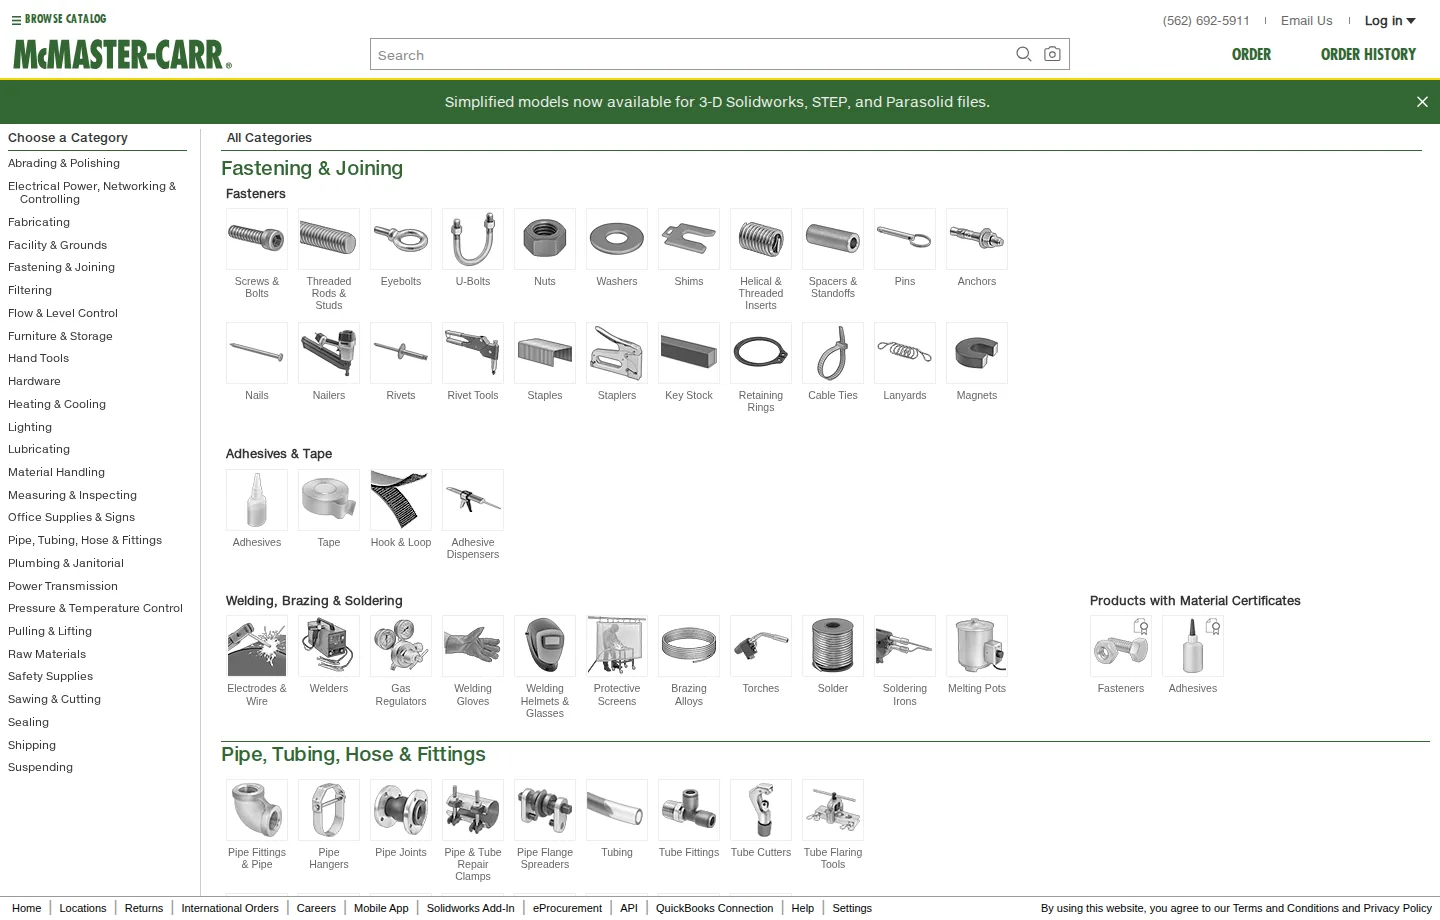 BROWSE CATALOG
(562) 692-5911
Email Us
Log in
McMASTER-CARR®
Search
ORDER
ORDER HISTORY
Simplified models now available for 3-D Solidworks, STEP, and Parasolid files.
Choose a Category
Abrading & Polishing
Electrical Power, Networking &
Controlling
Fabricating
Facility & Grounds
Fastening & Joining
Filtering
Flow & Level Control
Furniture & Storage
Hand Tools
Hardware
Heating & Cooling
Lighting
Lubricating
Material Handling
Measuring & Inspecting
Office Supplies & Signs
Pipe, Tubing, Hose & Fittings
Plumbing & Janitorial
Power Transmission
Pressure & Temperature Control
Pulling & Lifting
Raw Materials
Safety Supplies
Sawing & Cutting
Sealing
Shipping
Suspending
All Categories
Fastening & Joining
Fasteners
Screws &
Bolts
Threaded
Rods &
Studs
Eyebolts
U-Bolts
Nuts
Washers
Shims
Helical &
Threaded
Inserts
Spacers &
Standoffs
Pins
Anchors
Nails
Nailers
Rivets
Rivet Tools
Staples
Staplers
Key Stock
Retaining
Rings
Cable Ties
Lanyards
Magnets
Adhesives & Tape
Adhesives
Tape
Hook & Loop
Adhesive
Dispensers
Welding, Brazing & Soldering
Electrodes &
Wire
Welders
Gas
Regulators
Welding
Gloves
Welding
Helmets &
Glasses
Protective
Screens
Brazing
Alloys
Torches
Solder
Soldering
Irons
Melting Pots
Products with Material Certificates
Fasteners
Adhesives
Pipe, Tubing, Hose & Fittings
Pipe Fittings
& Pipe
Pipe
Hangers
Pipe Joints
Pipe & Tube
Repair
Clamps
Pipe Flange
Spreaders
Tubing
Tube Fittings
Tube Cutters
Tube Flaring
Tools
Home
Locations
Returns
International Orders
Careers
Mobile App
Solidworks Add-In
eProcurement
API
QuickBooks Connection
Help
Settings
By using this website, you agree to our Terms and Conditions and Privacy Policy